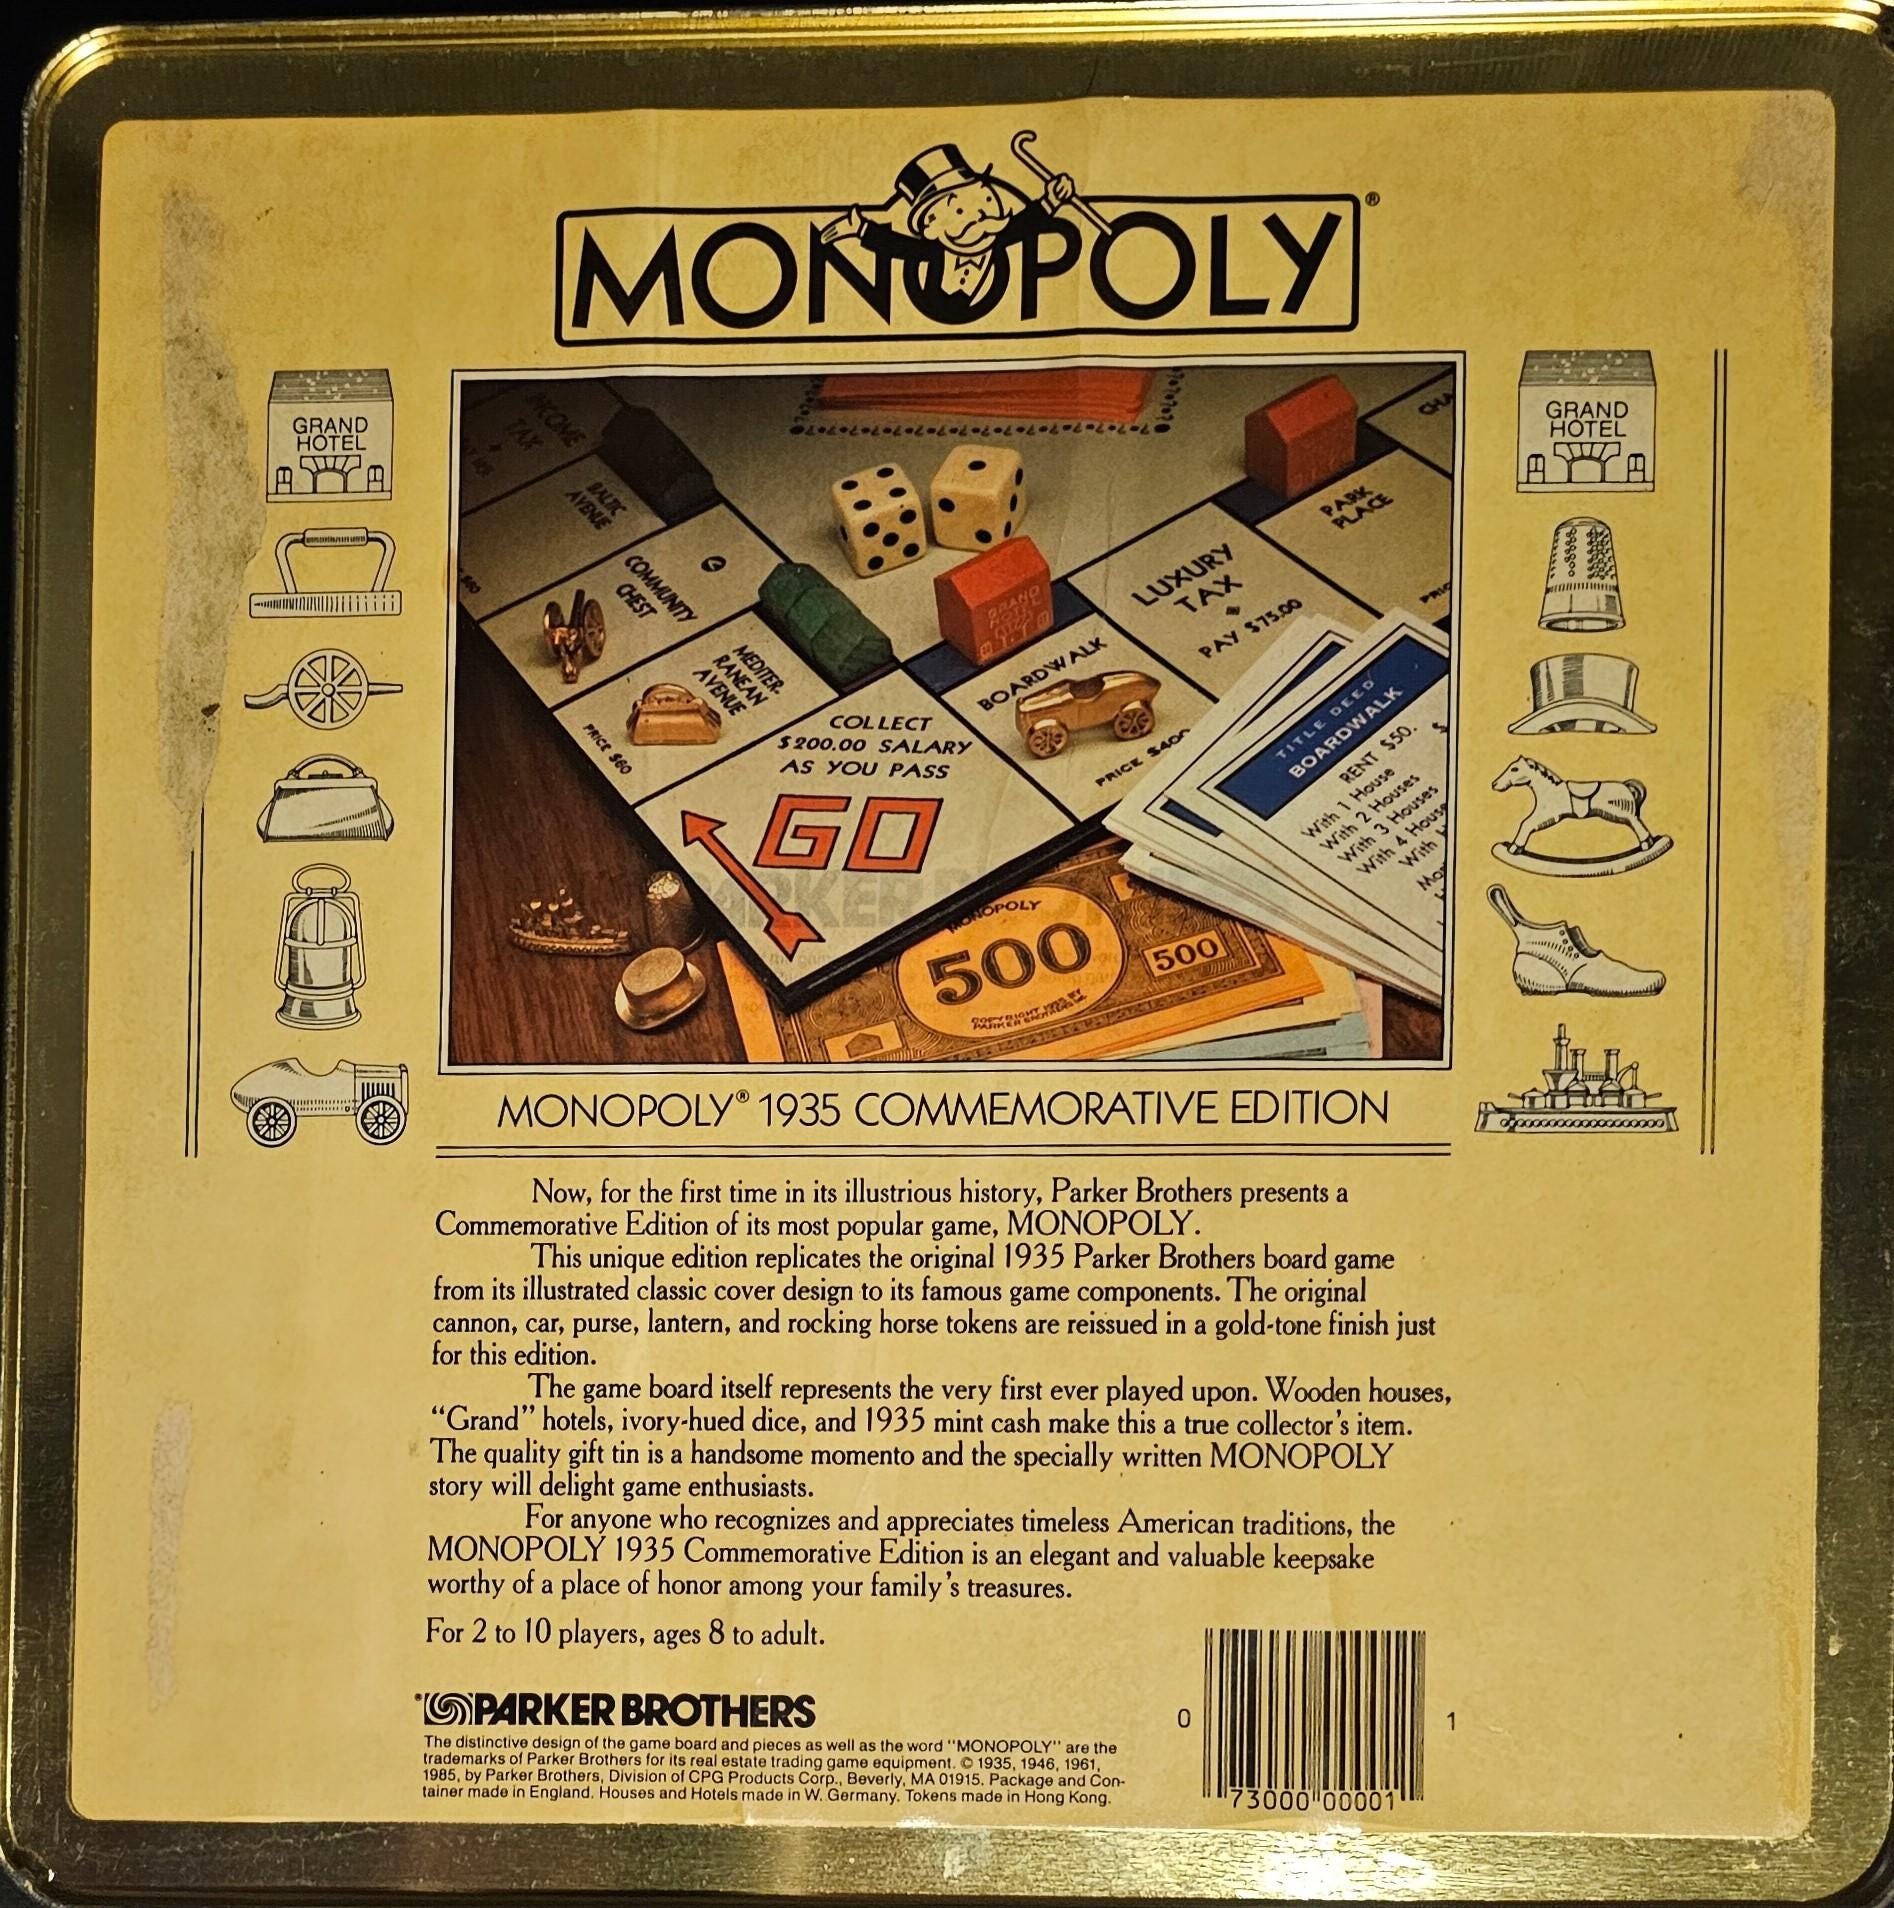 MONOPOLY®
GRAND
HOTEL
GRAND
HOTEL
INCOME
TAX
BALTIC
AVENUE
COMMUNITY
CHEST
MEDITER-
RANEAN
AVENUE
PRICE $60
COLLECT
$200.00 SALARY
AS YOU PASS
GO
GRAND
BOARDWALK
PRICE $400
LUXURY
TAX
PAY $75.00
PARK
PLACE
CHA
TITLE DEED
BOARDWALK
RENT $50.
With 1 House
With 2 Houses
With 3 Houses
With 4 House
With
MONOPOLY
500
500
COPYRIGHT 1935 BY
PARKER BROTHERS
MONOPOLY® 1935 COMMEMORATIVE EDITION
Now, for the first time in its illustrious history, Parker Brothers presents a
Commemorative Edition of its most popular game, MONOPOLY.
This unique edition replicates the original 1935 Parker Brothers board game
from its illustrated classic cover design to its famous game components. The original
cannon, car, purse, lantern, and rocking horse tokens are reissued in a gold-tone finish just
for this edition.
The game board itself represents the very first ever played upon. Wooden houses,
“Grand” hotels, ivory-hued dice, and 1935 mint cash make this a true collector's item.
The quality gift tin is a handsome momento and the specially written MONOPOLY
story will delight game enthusiasts.
For anyone who recognizes and appreciates timeless American traditions, the
MONOPOLY 1935 Commemorative Edition is an elegant and valuable keepsake
worthy of a place of honor among your family's treasures.
For 2 to 10 players, ages 8 to adult.
PARKER BROTHERS
The distinctive design of the game board and pieces as well as the word "MONOPOLY" are the
trademarks of Parker Brothers for its real estate trading game equipment. © 1935, 1946, 1961,
1985, by Parker Brothers, Division of CPG Products Corp., Beverly, MA 01915. Package and Con-
tainer made in England. Houses and Hotels made in W. Germany. Tokens made in Hong Kong.
0 73000 00001 1